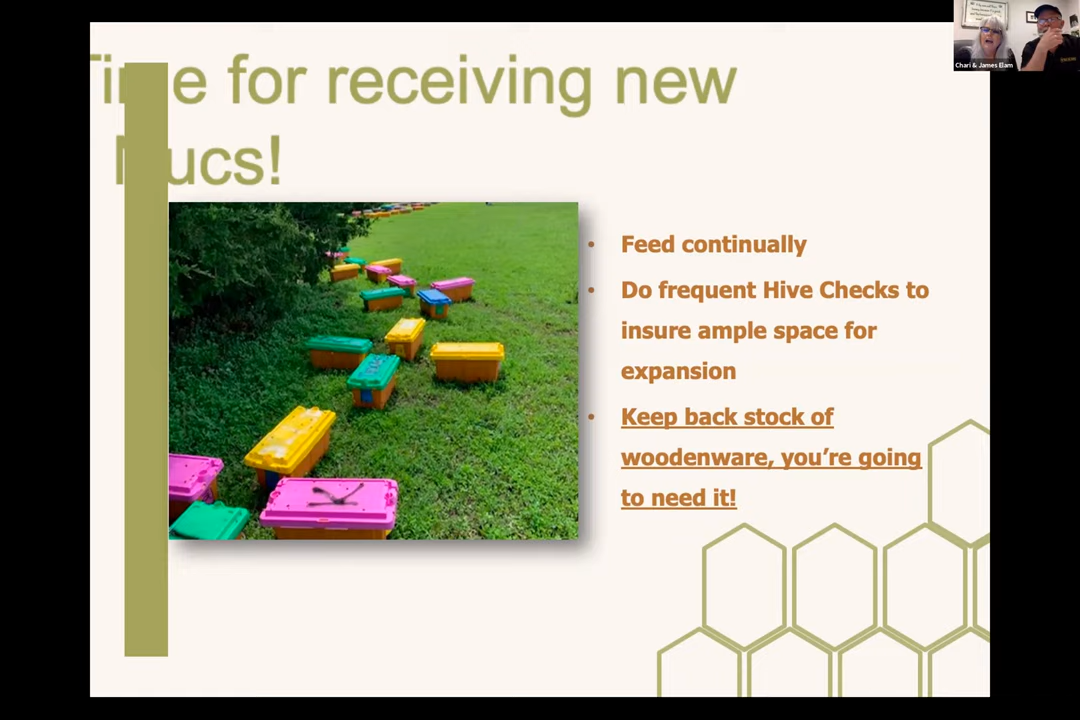 Time for receiving new
Nucs!
Feed continually
Do frequent Hive Checks to
insure ample space for
expansion
Keep back stock of
woodenware, you’re going
to need it!
Chari & James Elam